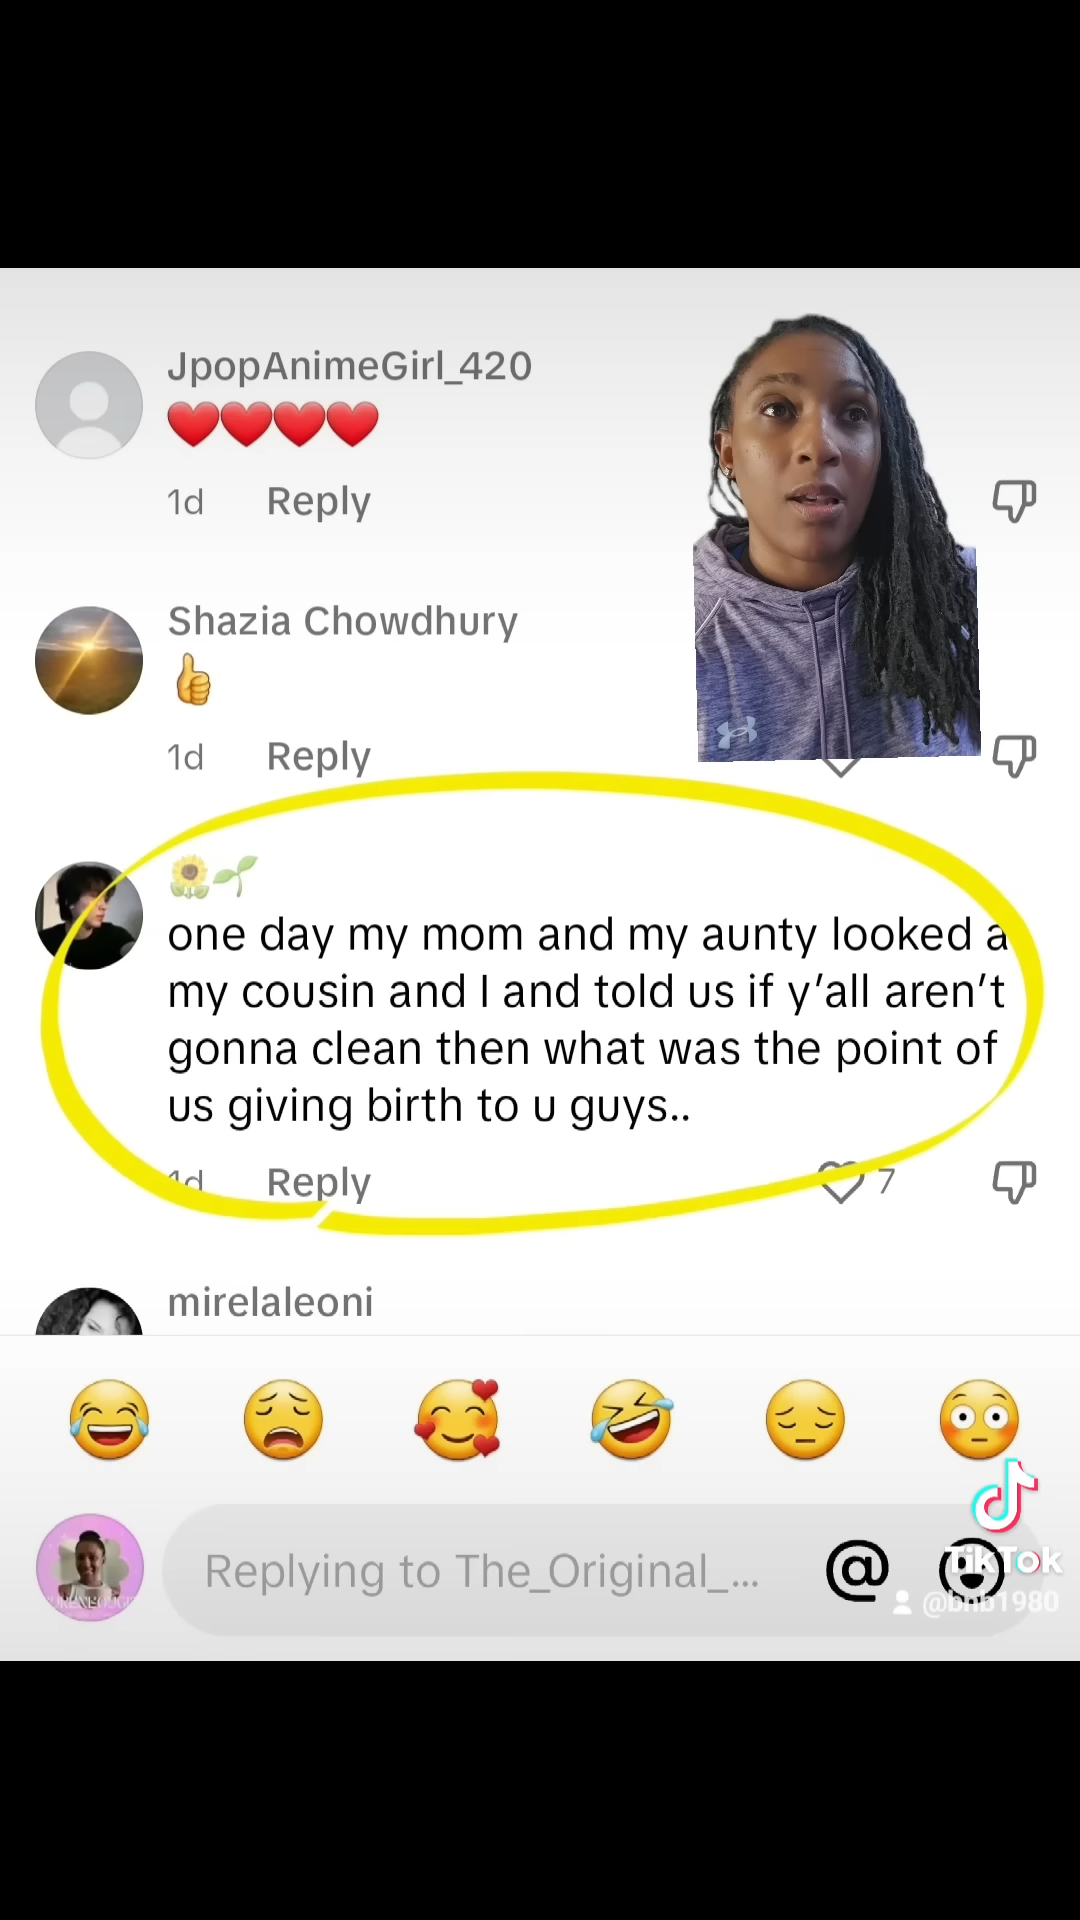 JpopAnimeGirl_420
❤️❤️❤️❤️
1d Reply
Shazia Chowdhury
👍
1d Reply
🌻🌱
one day my mom and my aunty looked a
my cousin and I and told us if y’all aren’t
gonna clean then what was the point of
us giving birth to u guys..
1d Reply 7
mirelaleoni
😂 😩 🥰 🤣 😔 😳
Replying to The_Original_... @
TikTok
@bnb1980